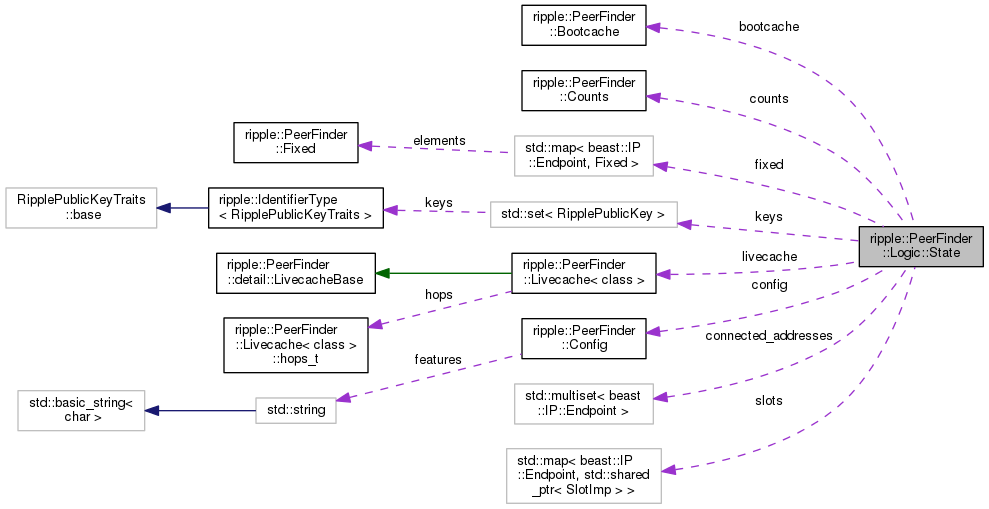 ripple::PeerFinder
::Bootcache
bootcache
ripple::PeerFinder
::Counts
counts
ripple::PeerFinder
::Fixed
elements
std::map< beast::IP
::Endpoint, Fixed >
fixed
RipplePublicKeyTraits
::base
ripple::IdentifierType
< RipplePublicKeyTraits >
keys
std::set< RipplePublicKey >
keys
ripple::PeerFinder
::Logic::State
ripple::PeerFinder
::detail::LivecacheBase
ripple::PeerFinder
::Livecache< class >
livecache
hops
config
ripple::PeerFinder
::Livecache< class >
::hops_t
ripple::PeerFinder
::Config
connected_addresses
features
std::basic_string<
char >
std::string
std::multiset< beast
::IP::Endpoint >
slots
std::map< beast::IP
::Endpoint, std::shared
_ptr< SlotImp > >